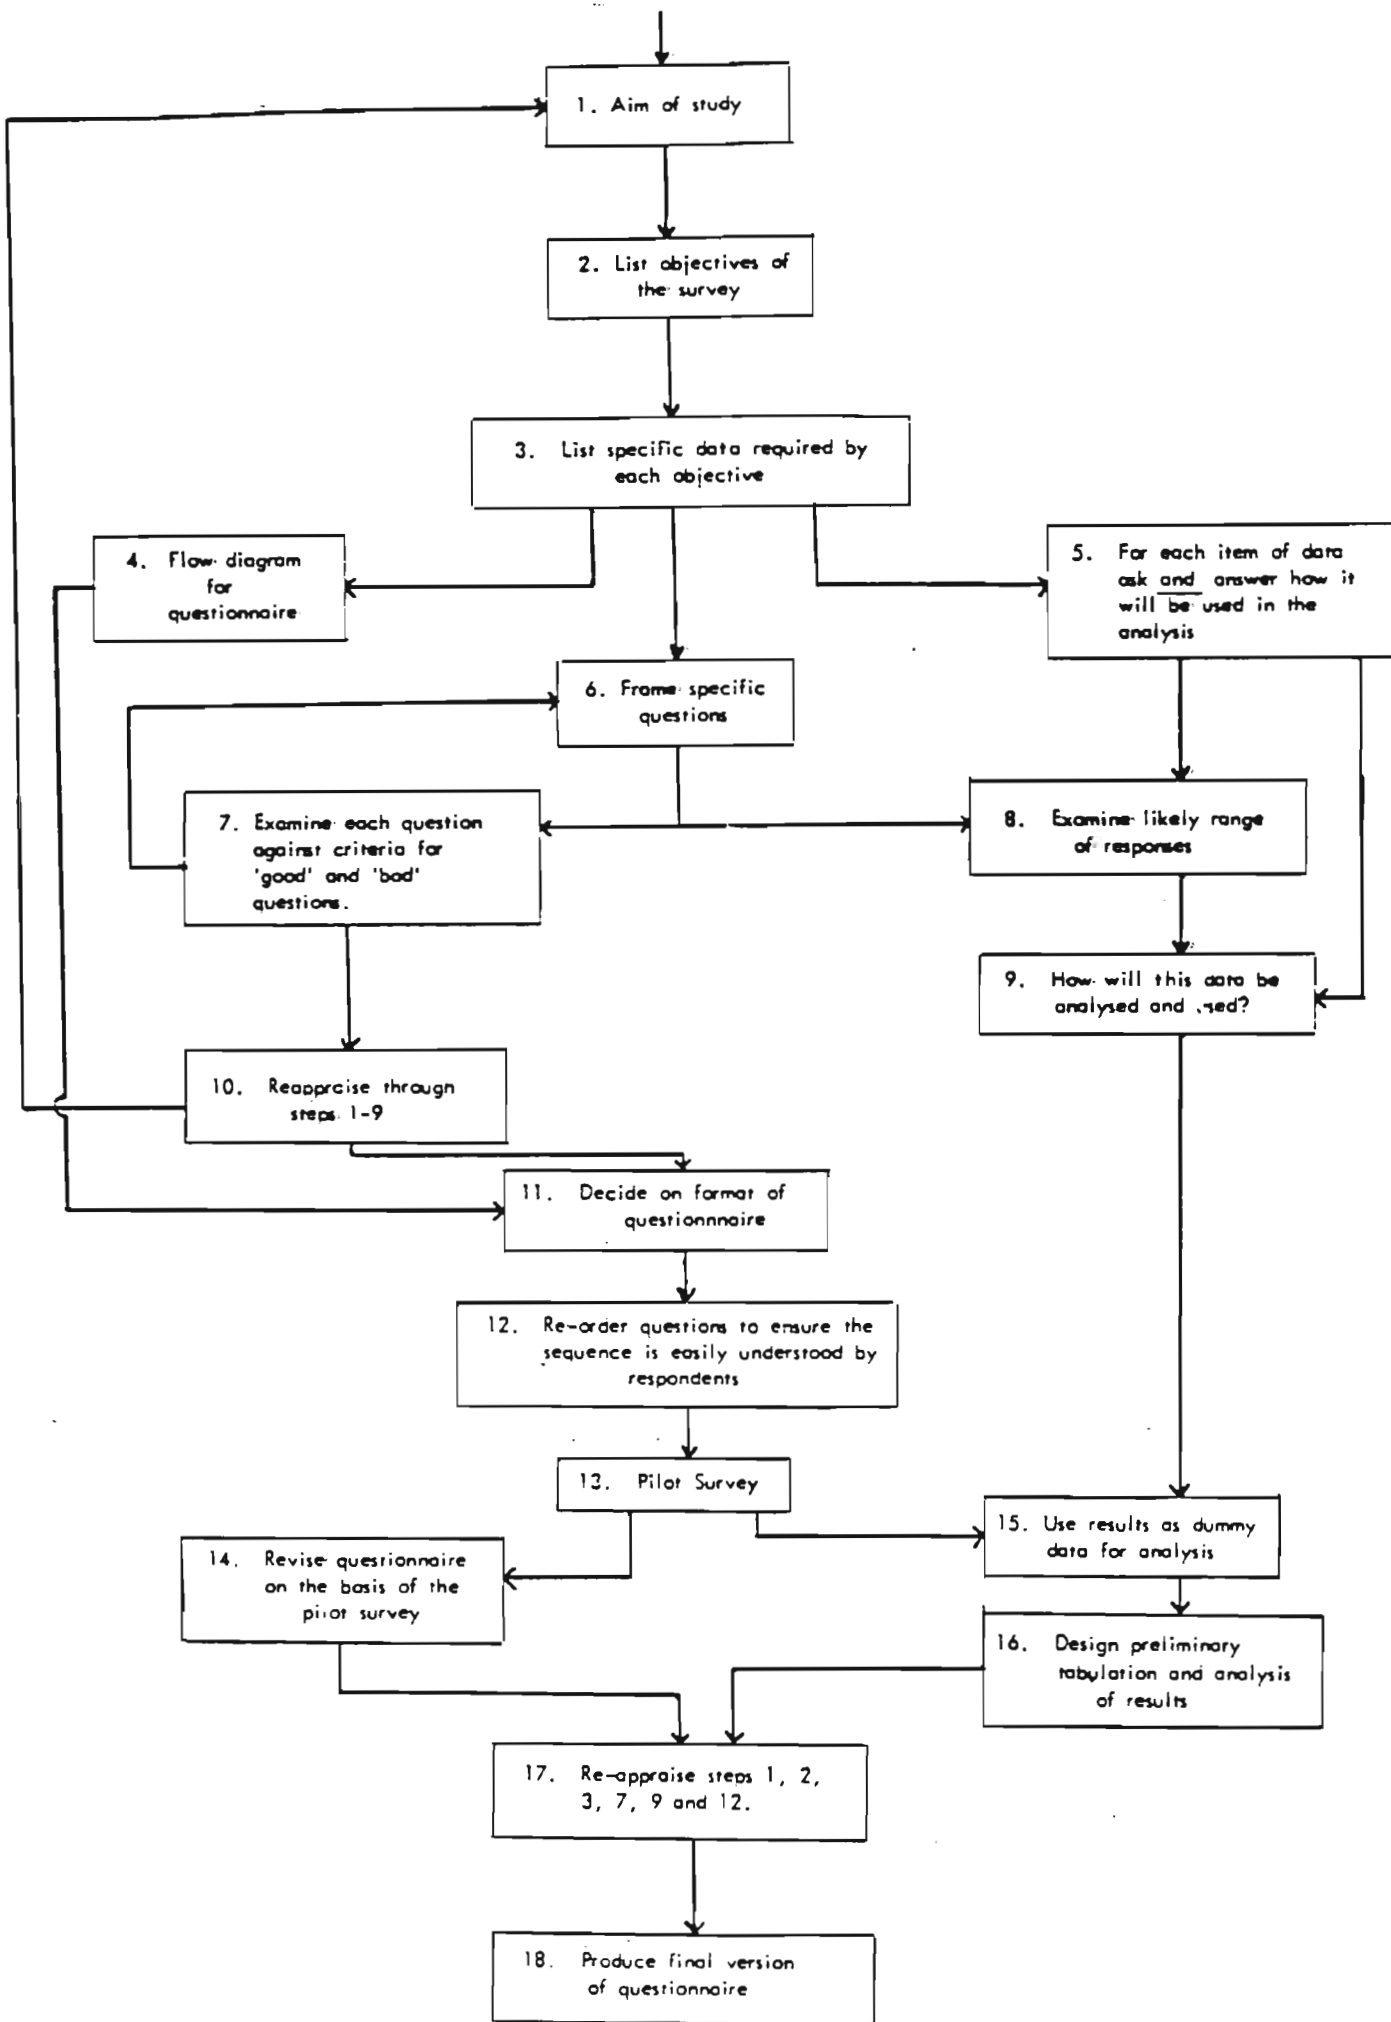 1. Aim of study
2. List objectives of
the survey
3. List specific data required by
each objective
4. Flow diagram
for
questionnaire
5. For each item of data
ask and answer how it
will be used in the
analysis
6. Frame specific
questions
7. Examine each question
against criteria for
'good' and 'bad'
questions.
8. Examine likely range
of responses
9. How will this data be
analysed and
10. Reappraise through
steps 1-9
11. Decide on format of
questionnnaire
12. Re-order questions to ensure the
sequence is easily understood by
respondents
13. Pilot Survey
14. Revise questionnaire
on the basis of the
pilot survey
15. Use results as dummy
data for analysis
16. Design preliminary
tabulation and analysis
of results
17. Re-appraise steps 1, 2,
3, 7, 9 and 12.
18. Produce final version
of questionnaire